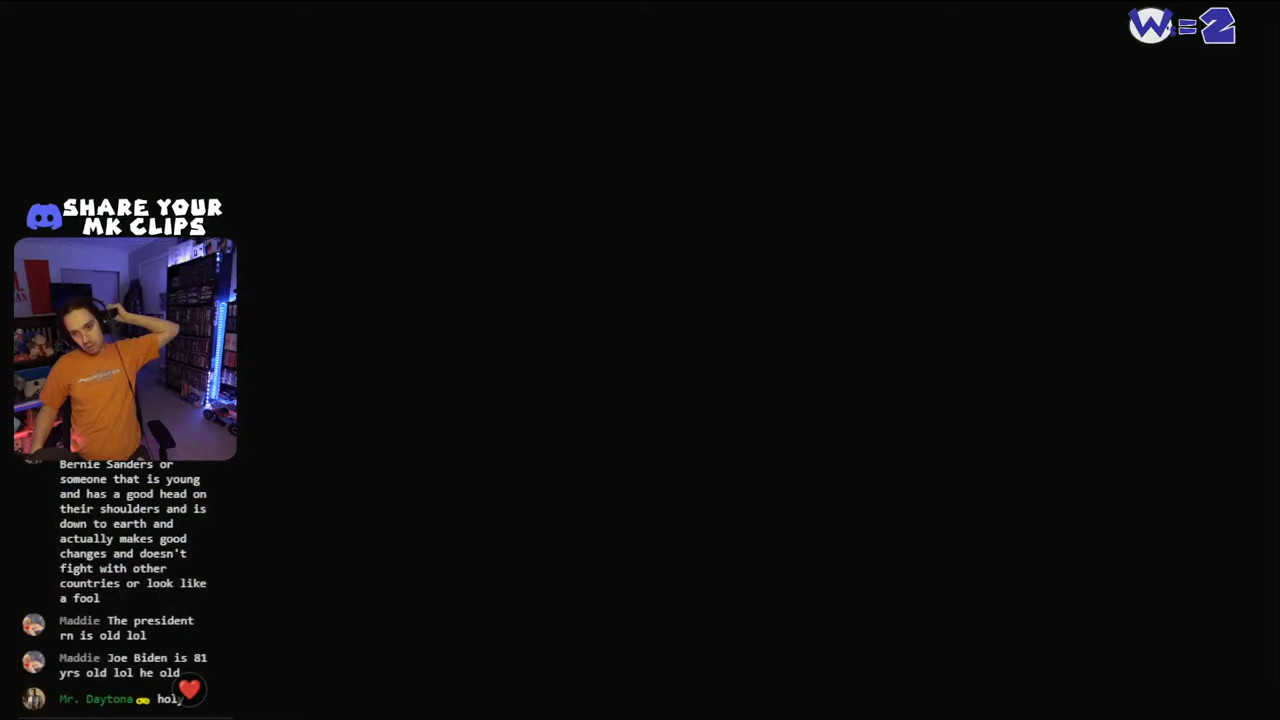 W=2
SHARE YOUR
MK CLIPS
Bernie Sanders or
someone that is young
and has a good head on
their shoulders and is
down to earth and
actually makes good
changes and doesn't
fight with other
countries or look like
a fool
Maddie The president
rn is old lol
Maddie Joe Biden is 81
yrs old lol he old
Mr. Daytona holy